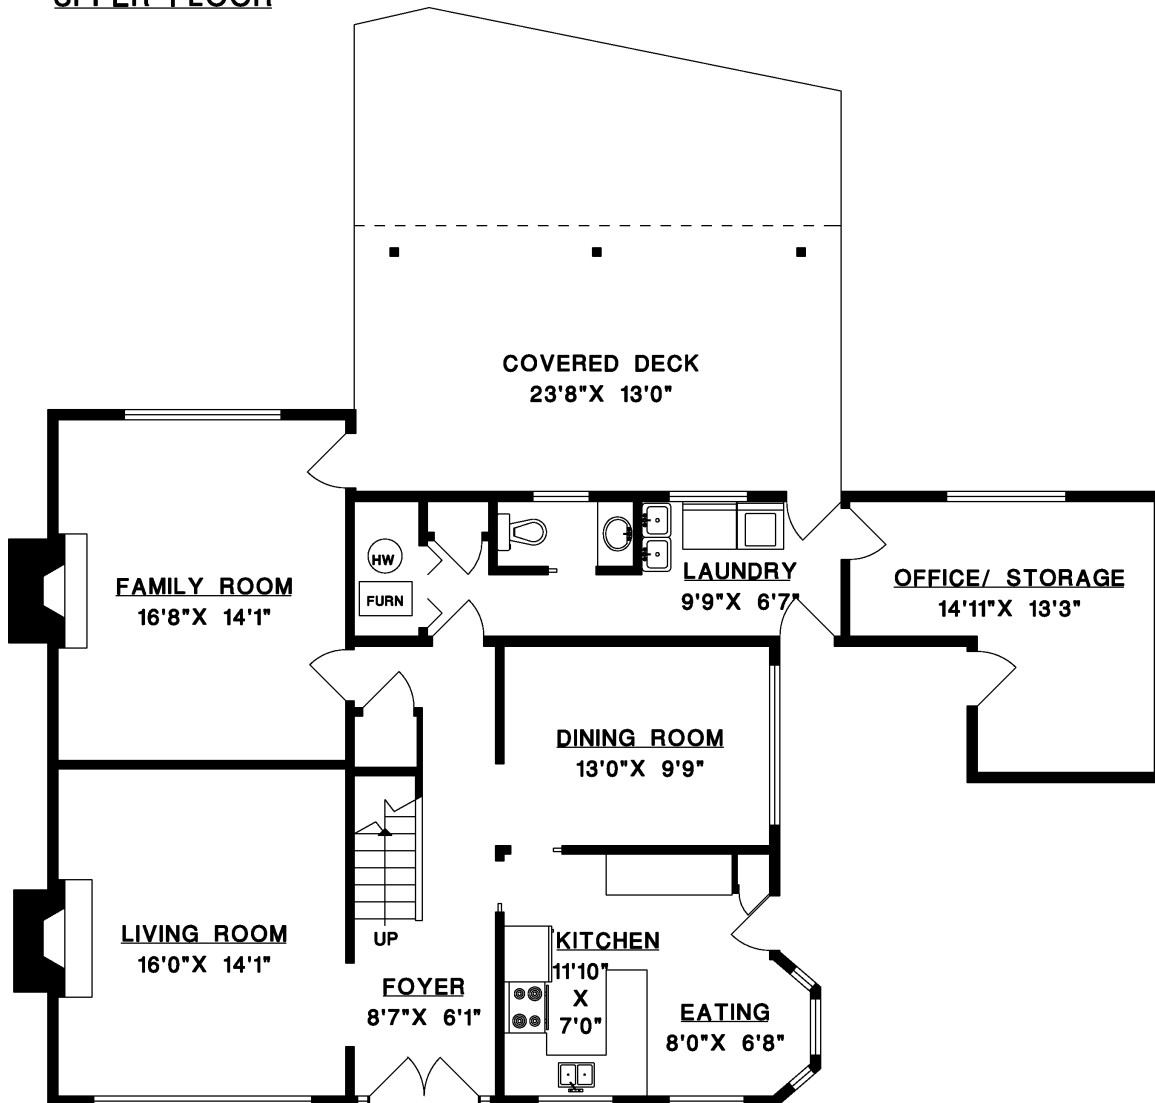 UPPER FLOOR
COVERED DECK
23'8"X 13'0"
HW
FURN
FAMILY ROOM
16'8"X 14'1"
LAUNDRY
9'9"X 6'7"
OFFICE/ STORAGE
14'11"X 13'3"
DINING ROOM
13'0"X 9'9"
LIVING ROOM
16'0"X 14'1"
UP
FOYER
8'7"X 6'1"
KITCHEN
11'10"
X
7'0"
EATING
8'0"X 6'8"